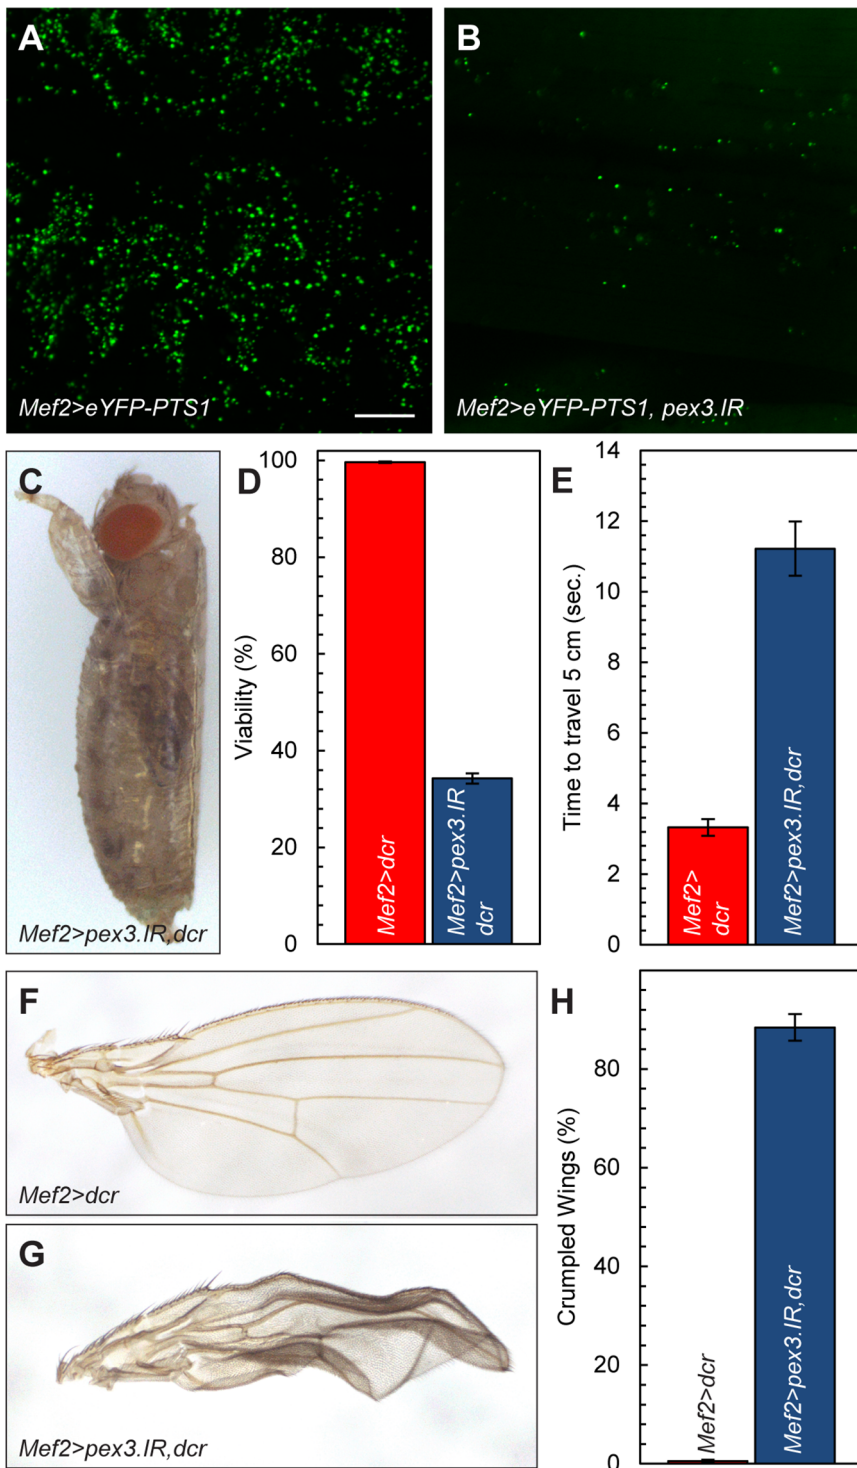 A
B
Mef2>eYFP-PTS1
Mef2>eYFP-PTS1, pex3.IR
C
Mef2>pex3.IR,dcr
D
Viability (%)
100
80
60
40
20
0
Mef2>dcr
Mef2>pex3.IR
dcr
E
Time to travel 5 cm (sec.)
14
12
10
8
6
4
2
0
Mef2>
dcr
Mef2>pex3.IR,dcr
F
Mef2>dcr
G
Mef2>pex3.IR,dcr
H
Crumpled Wings (%)
80
60
40
20
0
Mef2>dcr
Mef2>pex3.IR,dcr